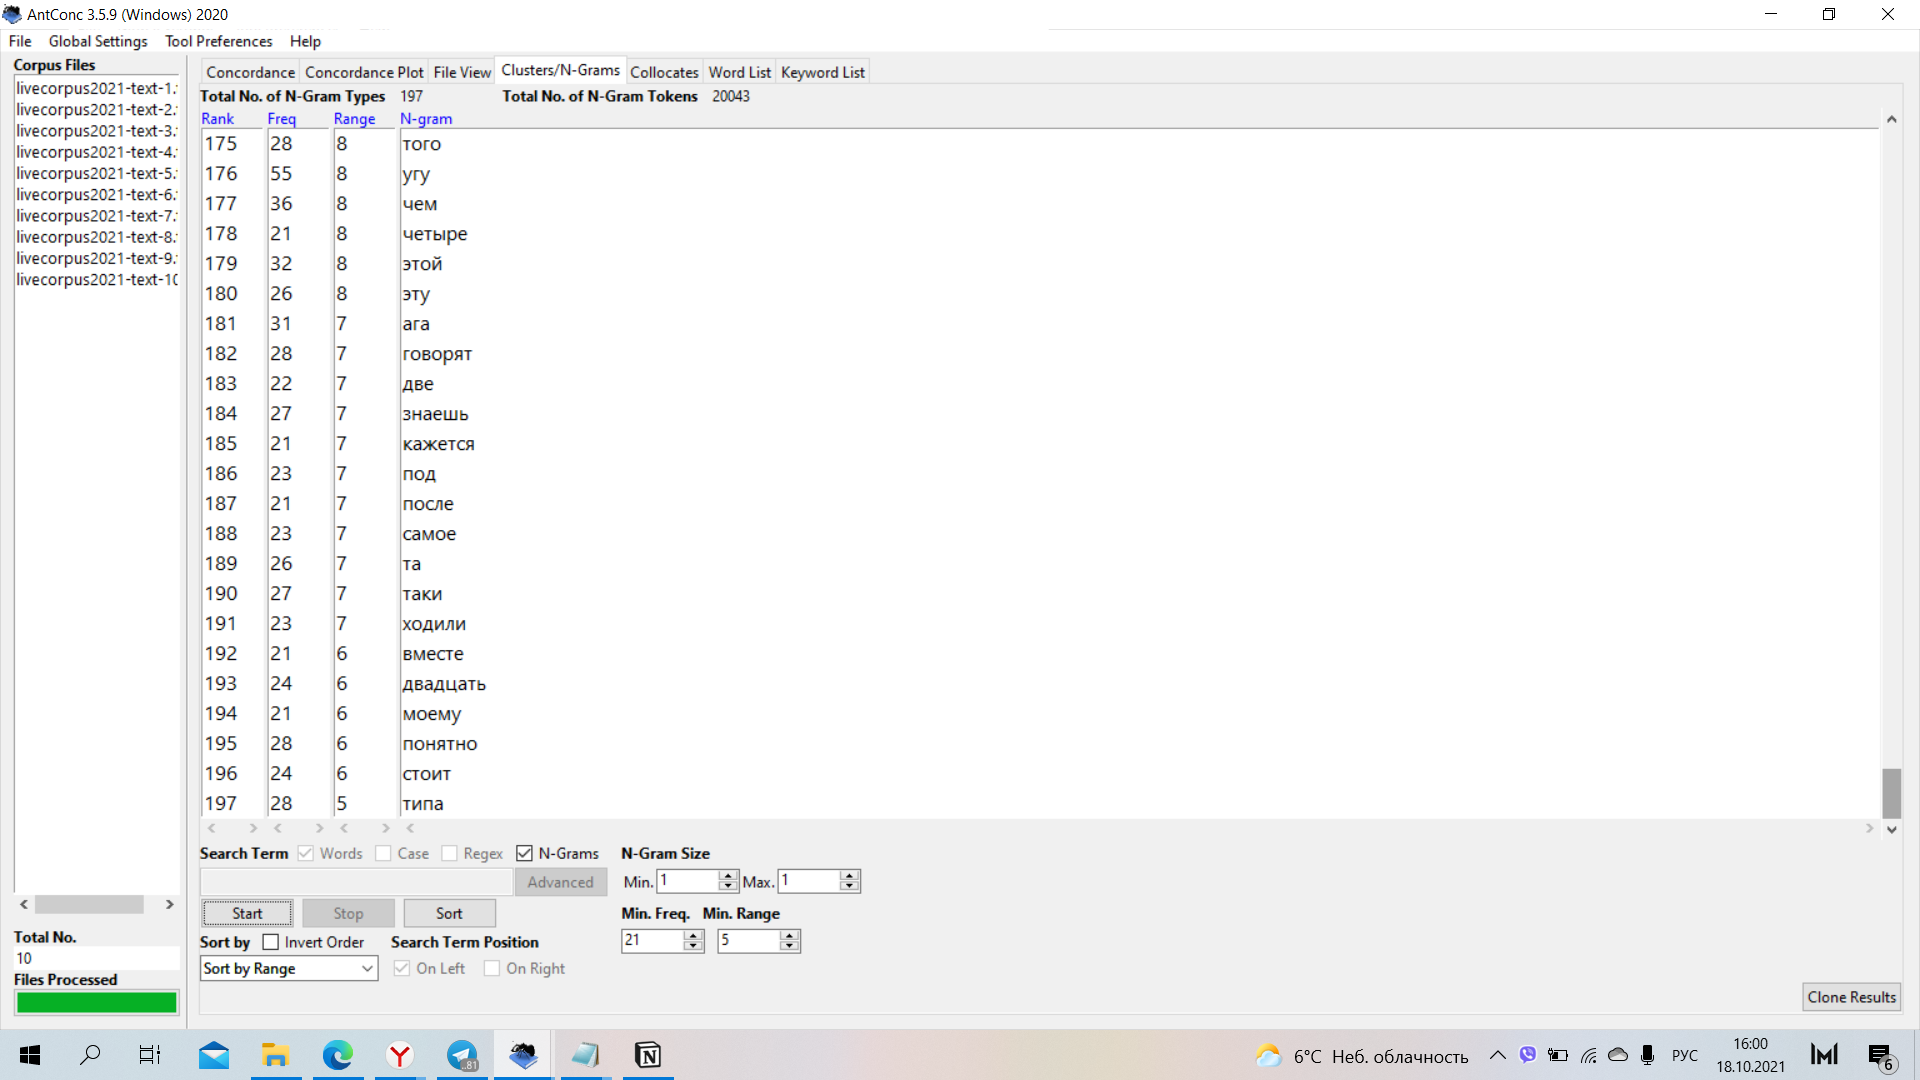 AntConc 3.5.9 (Windows) 2020
File Global Settings Tool Preferences Help
Corpus Files
livecorpus2021-text-1.
livecorpus2021-text-2.
livecorpus2021-text-3.
livecorpus2021-text-4.
livecorpus2021-text-5.
livecorpus2021-text-6.
livecorpus2021-text-7.
livecorpus2021-text-8.
livecorpus2021-text-9.
livecorpus2021-text-10
Total No.
10
Files Processed
Concordance Concordance Plot File View Clusters/N-Grams Collocates Word List Keyword List
Total No. of N-Gram Types 197 Total No. of N-Gram Tokens 20043
Rank Freq Range N-gram
175 28 8 того
176 55 8 угу
177 36 8 чем
178 21 8 четыре
179 32 8 этой
180 26 8 эту
181 31 7 ага
182 28 7 говорят
183 22 7 две
184 27 7 знаешь
185 21 7 кажется
186 23 7 под
187 21 7 после
188 23 7 самое
189 26 7 та
190 27 7 таки
191 23 7 ходили
192 21 6 вместе
193 24 6 двадцать
194 21 6 моему
195 28 6 понятно
196 24 6 стоит
197 28 5 типа
Search Term Words Case Regex N-Grams N-Gram Size
Advanced Min. 1 Max. 1
Start Stop Sort Min. Freq. Min. Range
21 5
Sort by Invert Order Search Term Position
Sort by Range On Left On Right
Clone Results
81
6°C Неб. облачность РУС
16:00
18.10.2021
6